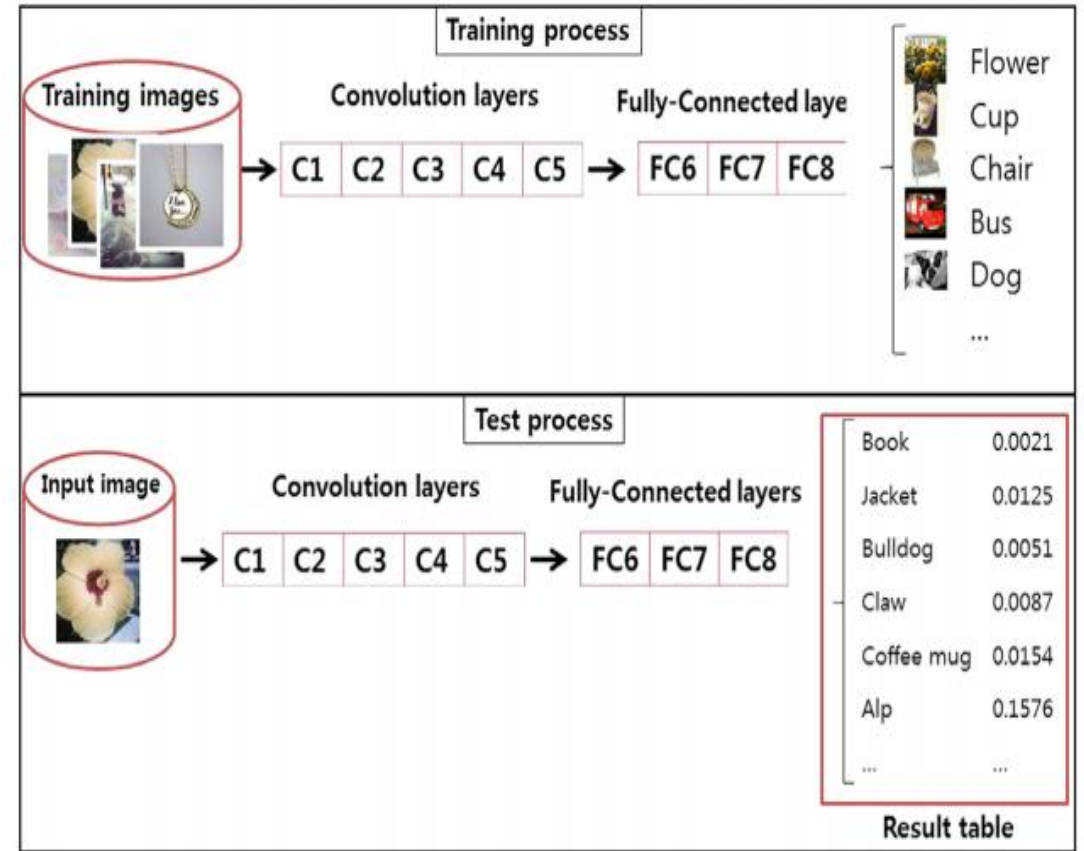 Training process
Training images
Convolution layers
Fully-Connected laye
C1 C2 C3 C4 C5
FC6 FC7 FC8
Flower
Cup
Chair
Bus
Dog
...
Test process
Input image
Convolution layers
Fully-Connected layers
C1 C2 C3 C4 C5
FC6 FC7 FC8
Book 0.0021
Jacket 0.0125
Bulldog 0.0051
Claw 0.0087
Coffee mug 0.0154
Alp 0.1576
... ...
Result table